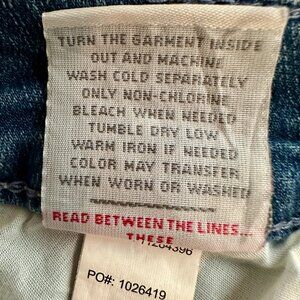 TURN THE GARMENT INSIDE
OUT AND MACHINE
WASH COLD SEPARATELY
ONLY NON-CHLORINE
BLEACH WHEN NEEDED
TUMBLE DRY LOW
WARM IRON IF NEEDED
COLOR MAY TRANSFER
WHEN WORN OR WASHED
READ BETWEEN THE LINES...
THESE
PO#: 1026419